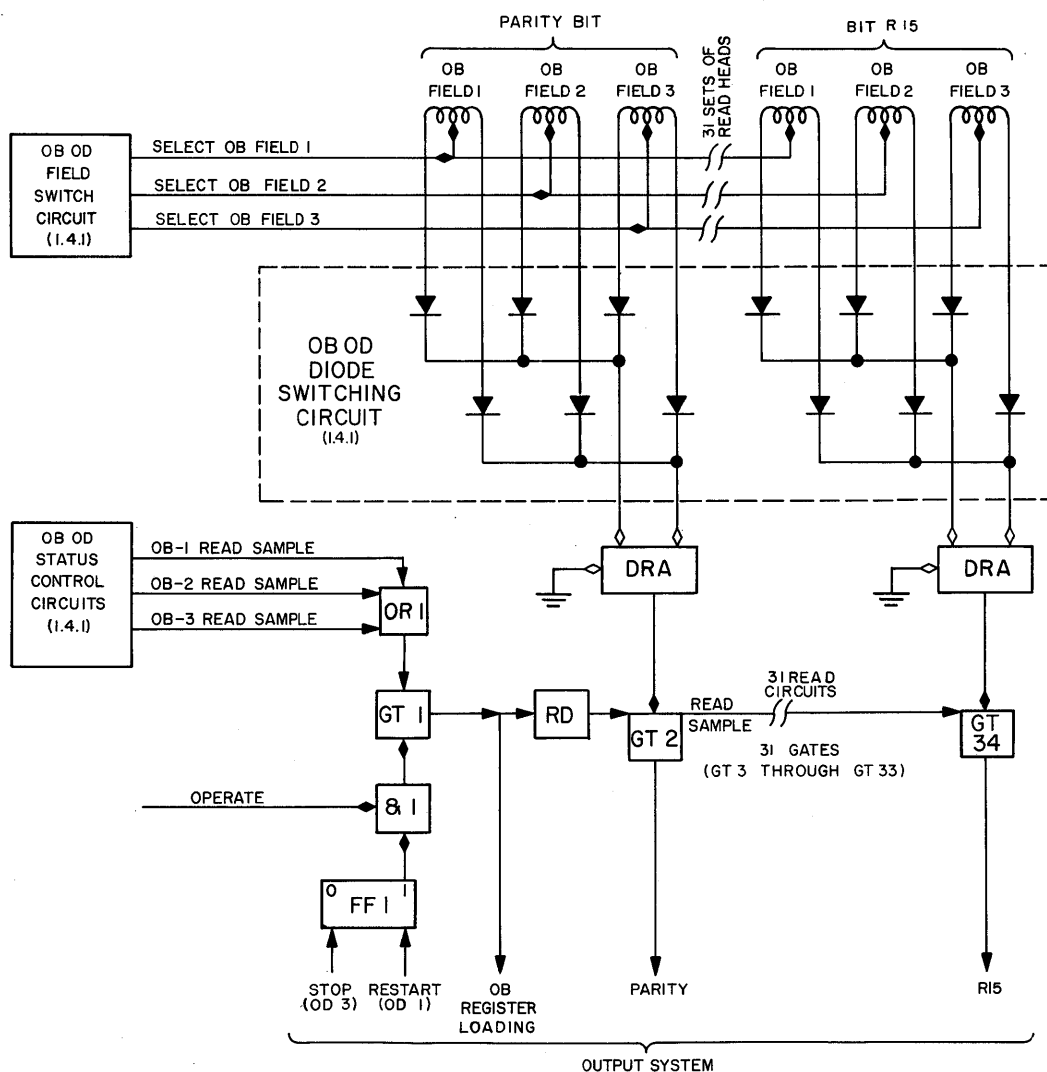 PARITY BIT
BIT R15
OB FIELD 1
OB FIELD 2
OB FIELD 3
31 SETS OF READ HEADS
OB FIELD 1
OB FIELD 2
OB FIELD 3
OB OD
FIELD
SWITCH
CIRCUIT
(1.4.1)
SELECT OB FIELD 1
SELECT OB FIELD 2
SELECT OB FIELD 3
OB OD
DIODE
SWITCHING
CIRCUIT
(1.4.1)
OB OD
STATUS
CONTROL
CIRCUITS
(1.4.1)
OB-1 READ SAMPLE
OB-2 READ SAMPLE
OB-3 READ SAMPLE
OR 1
DRA
DRA
GT 1
RD
GT 2
READ
SAMPLE
31 READ
CIRCUITS
31 GATES
(GT 3 THROUGH GT 33)
GT
34
OPERATE
& 1
0 1
FF 1
STOP
(OD 3)
RESTART
(OD 1)
OB
REGISTER
LOADING
PARITY
R15
OUTPUT SYSTEM